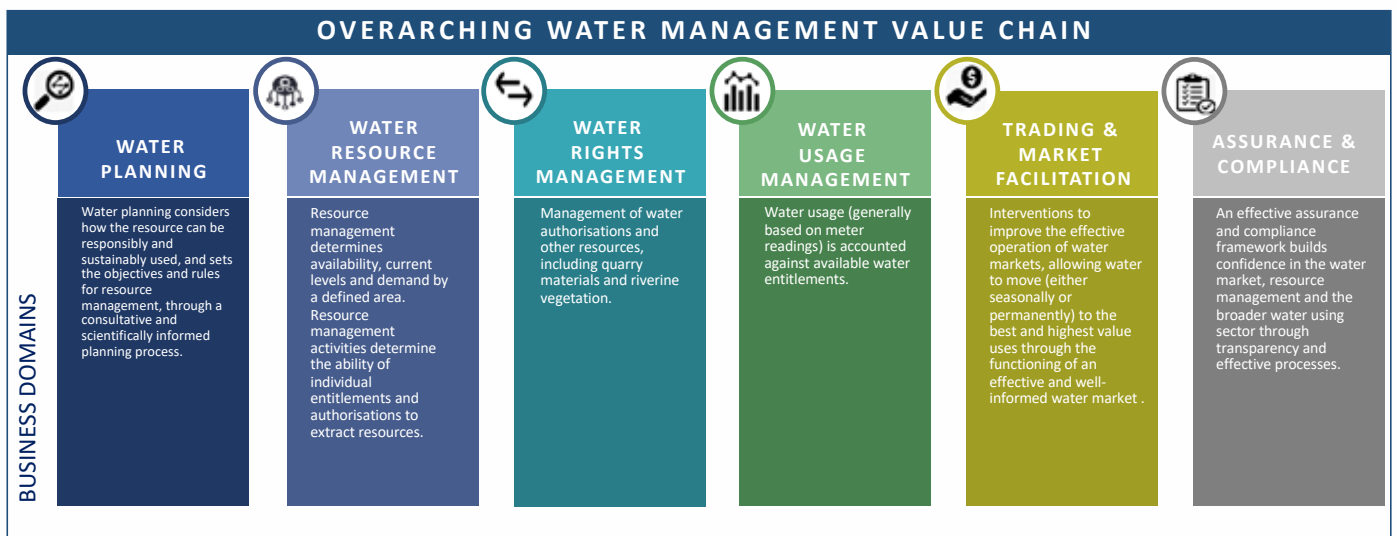 OVERARCHING WATER MANAGEMENT VALUE CHAIN
BUSINESS DOMAINS
WATER
PLANNING
Water planning considers
how the resource can be
responsibly and
sustainably used, and sets
the objectives and rules
for resource
management, through a
consultative and
scientifically informed
planning process.
WATER
RESOURCE
MANAGEMENT
Resource
management
determines
availability, current
levels and demand by
a defined area.
Resource
management
activities determine
the ability of
individual
entitlements and
authorisations to
extract resources.
WATER
RIGHTS
MANAGEMENT
Management of water
authorisations and
other resources,
including quarry
materials and riverine
vegetation.
WATER
USAGE
MANAGEMENT
Water usage (generally
based on meter
readings) is accounted
against available water
entitlements.
TRADING &
MARKET
FACILITATION
Interventions to
improve the effective
operation of water
markets, allowing water
to move (either
seasonally or
permanently) to the
best and highest value
uses through the
functioning of an
effective and well-
informed water market .
ASSURANCE &
COMPLIANCE
An effective assurance
and compliance
framework builds
confidence in the water
market, resource
management and the
broader water using
sector through
transparency and
effective processes.